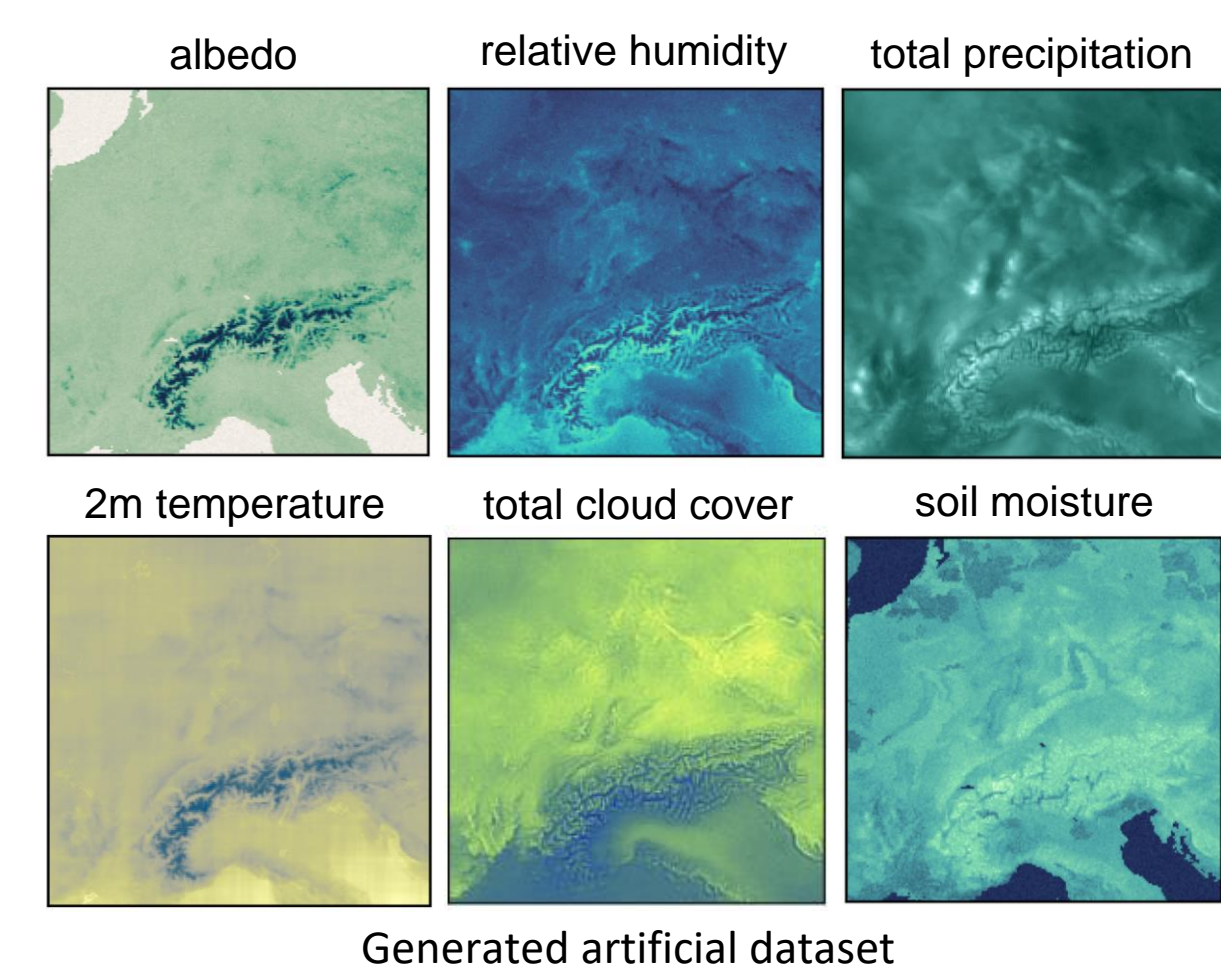 albedo
relative humidity
total precipitation
2m temperature
total cloud cover
soil moisture
Generated artificial dataset